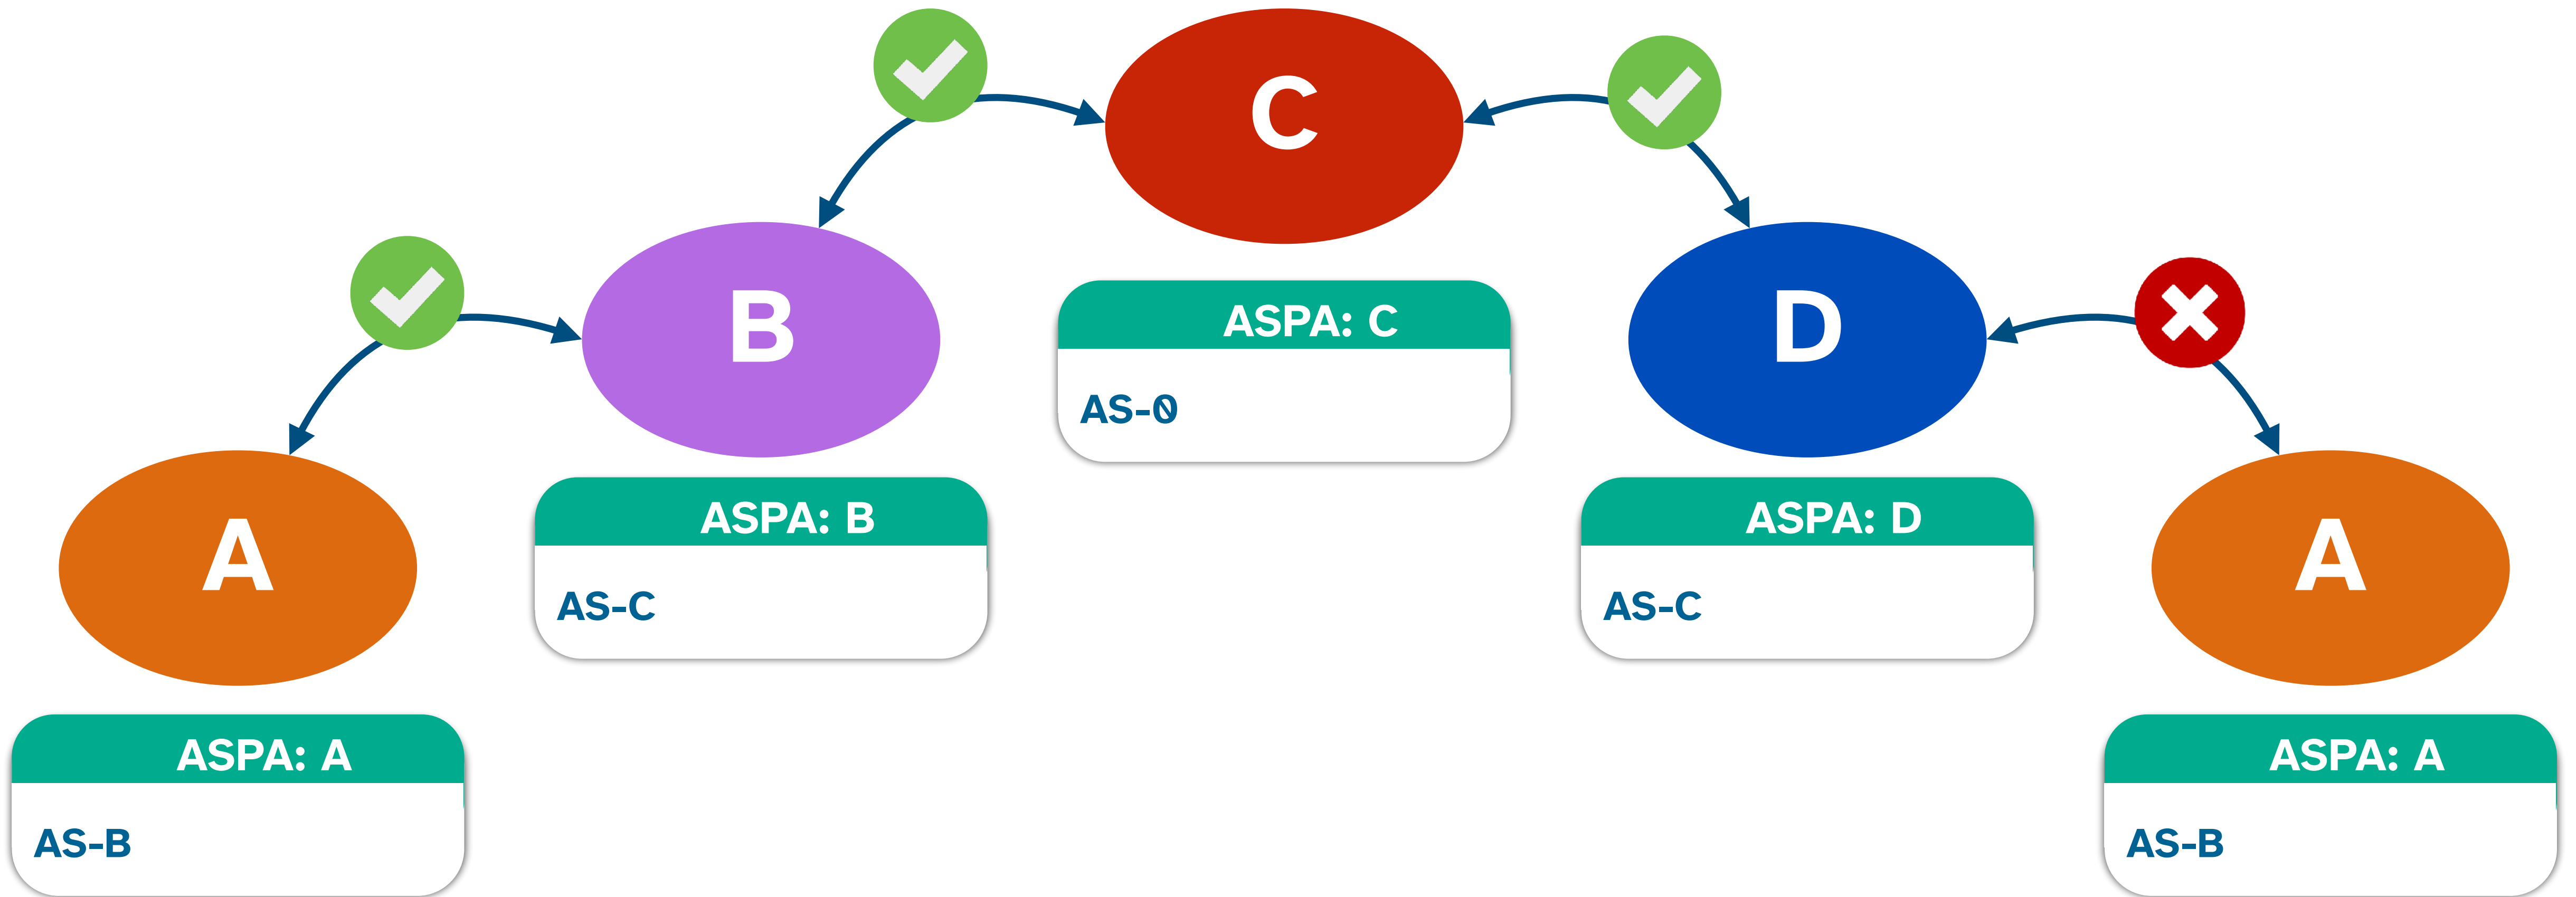 C
B
D
A
A
ASPA: C
AS-0
ASPA: B
AS-C
ASPA: D
AS-C
ASPA: A
AS-B
ASPA: A
AS-B